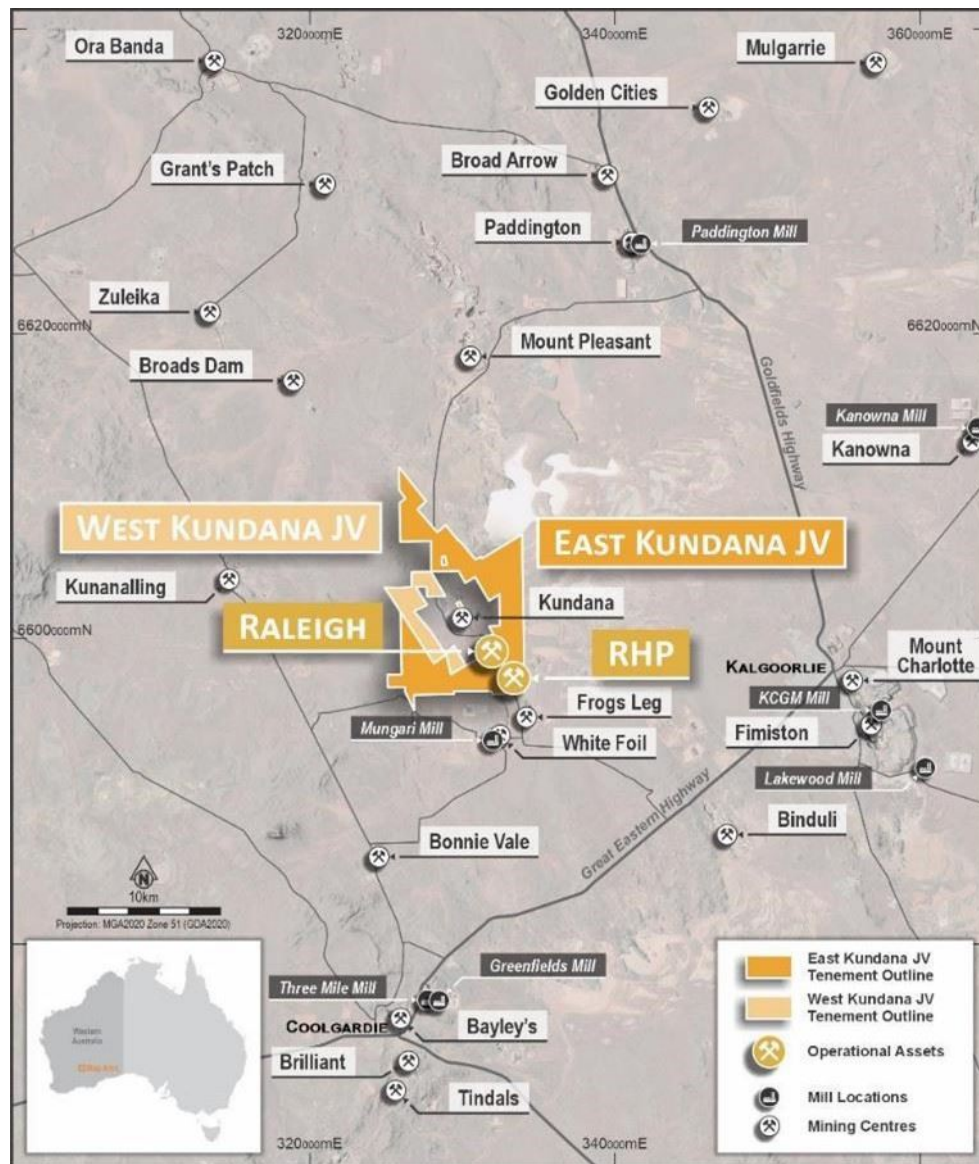 320000mE
340000mE
360000mE
Ora Banda
Mulgarrie
Golden Cities
Broad Arrow
Grant's Patch
Paddington
Paddington Mill
Zuleika
6620000mN
6620000mN
Mount Pleasant
Broads Dam
Goldfields Highway
Kanowna Mill
Kanowna
WEST KUNDANA JV
EAST KUNDANA JV
Kunanalling
Kundana
RALEIGH
6600000mN
RHP
KALGOORLIE
Mount
Charlotte
KCGM Mill
Frogs Leg
Mungari Mill
White Foil
Fimiston
Lakewood Mill
Great Eastern Highway
Binduli
Bonnie Vale
N
10km
Projection: MGA2020 Zone 51 (GDA2020)
Western
Australia
Three Mile Mill
Greenfields Mill
COOLGARDIE
Bayley's
Brilliant
Tindals
320000mE
340000mE
East Kundana JV
Tenement Outline
West Kundana JV
Tenement Outline
Operational Assets
Mill Locations
Mining Centres